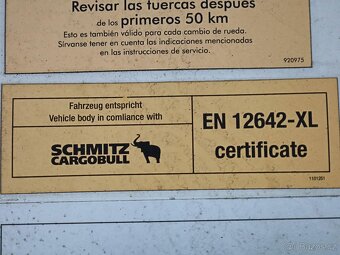 Revisar las tuercas después
de los primeros 50 km
Esto es también válido para cada cambio de rueda.
Sírvanse tener en cuenta las indicaciones mencionadas
en las instrucciones de servicio.
920975
Fahrzeug entspricht
Vehicle body in comliance with
SCHMITZ
CARGOBULL
EN 12642-XL
certificate
1101251